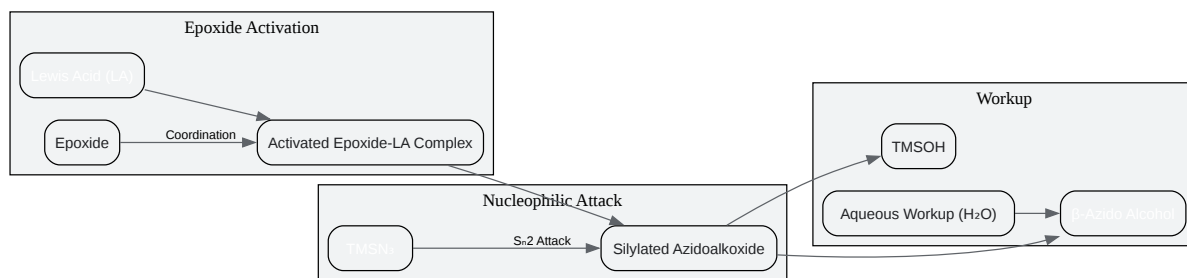 Epoxide Activation
Lewis Acid (LA)
Epoxide
Coordination
Activated Epoxide-LA Complex
Nucleophilic Attack
TMSN₃
Sₙ2 Attack
Silylated Azidoalkoxide
Workup
TMSOH
Aqueous Workup (H₂O)
β-Azido Alcohol